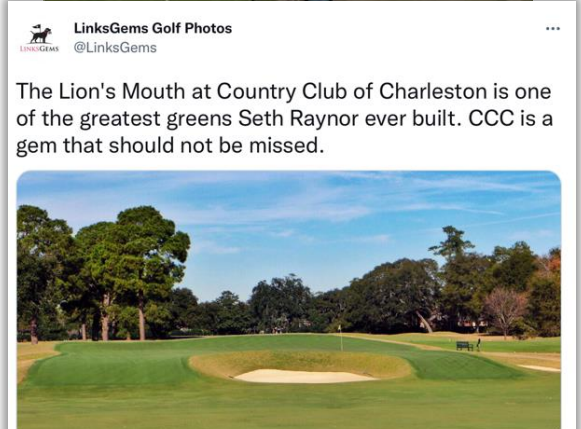 LinksGems Golf Photos
@LinksGems
LINKSGEMS
The Lion's Mouth at Country Club of Charleston is one
of the greatest greens Seth Raynor ever built. CCC is a
gem that should not be missed.